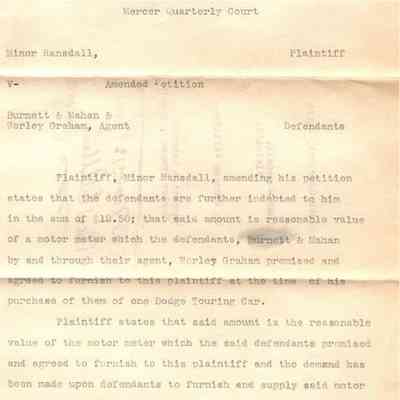 Mercer Quarterly Court
Minor Ransdall, Plaintiff
V- Amended Petition
Burnett & Mahan &
Worley Graham, Agent Defendants
Plaintiff, Minor Ransdall, amending his petition
states that the defendants are further indebted to him
in the sum of $12.50; that said amount is reasonable value
of a motor meter which the defendants, Burnett & Mahan
by and through their agent, Worley Graham promised and
agreed to furnish to this plaintiff at the time of his
purchase of them of one Dodge Touring Car.
Plaintiff states that said amount is the reasonable
value of the motor meter which the said defendants promised
and agreed to furnish to this plaintiff and the demand has
been made upon defendants to furnish and supply said motor